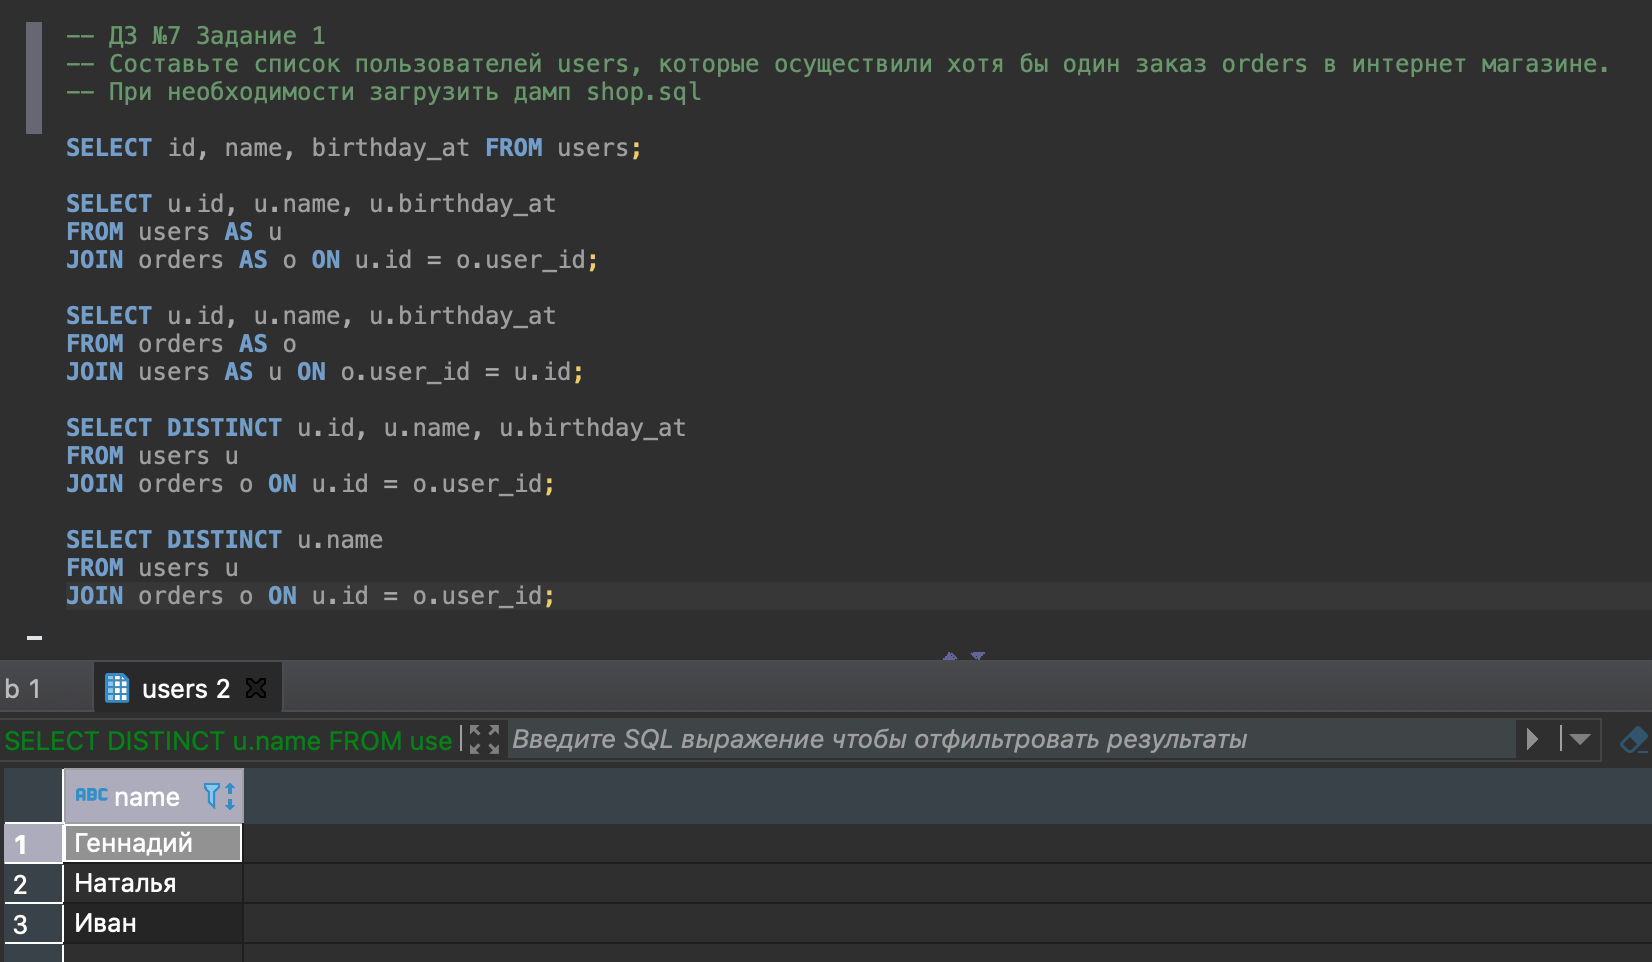 -- ДЗ №7 Задание 1
-- Составьте список пользователей users, которые осуществили хотя бы один заказ orders в интернет магазине.
-- При необходимости загрузить дамп shop.sql
SELECT id, name, birthday_at FROM users;
SELECT u.id, u.name, u.birthday_at
FROM users AS u
JOIN orders AS o ON u.id = o.user_id;
SELECT u.id, u.name, u.birthday_at
FROM orders AS o
JOIN users AS u ON o.user_id = u.id;
SELECT DISTINCT u.id, u.name, u.birthday_at
FROM users u
JOIN orders o ON u.id = o.user_id;
SELECT DISTINCT u.name
FROM users u
JOIN orders o ON u.id = o.user_id;
b 1 users 2
SELECT DISTINCT u.name FROM use Введите SQL выражение чтобы отфильтровать результаты
ABC name
1 Геннадий
2 Наталья
3 Иван